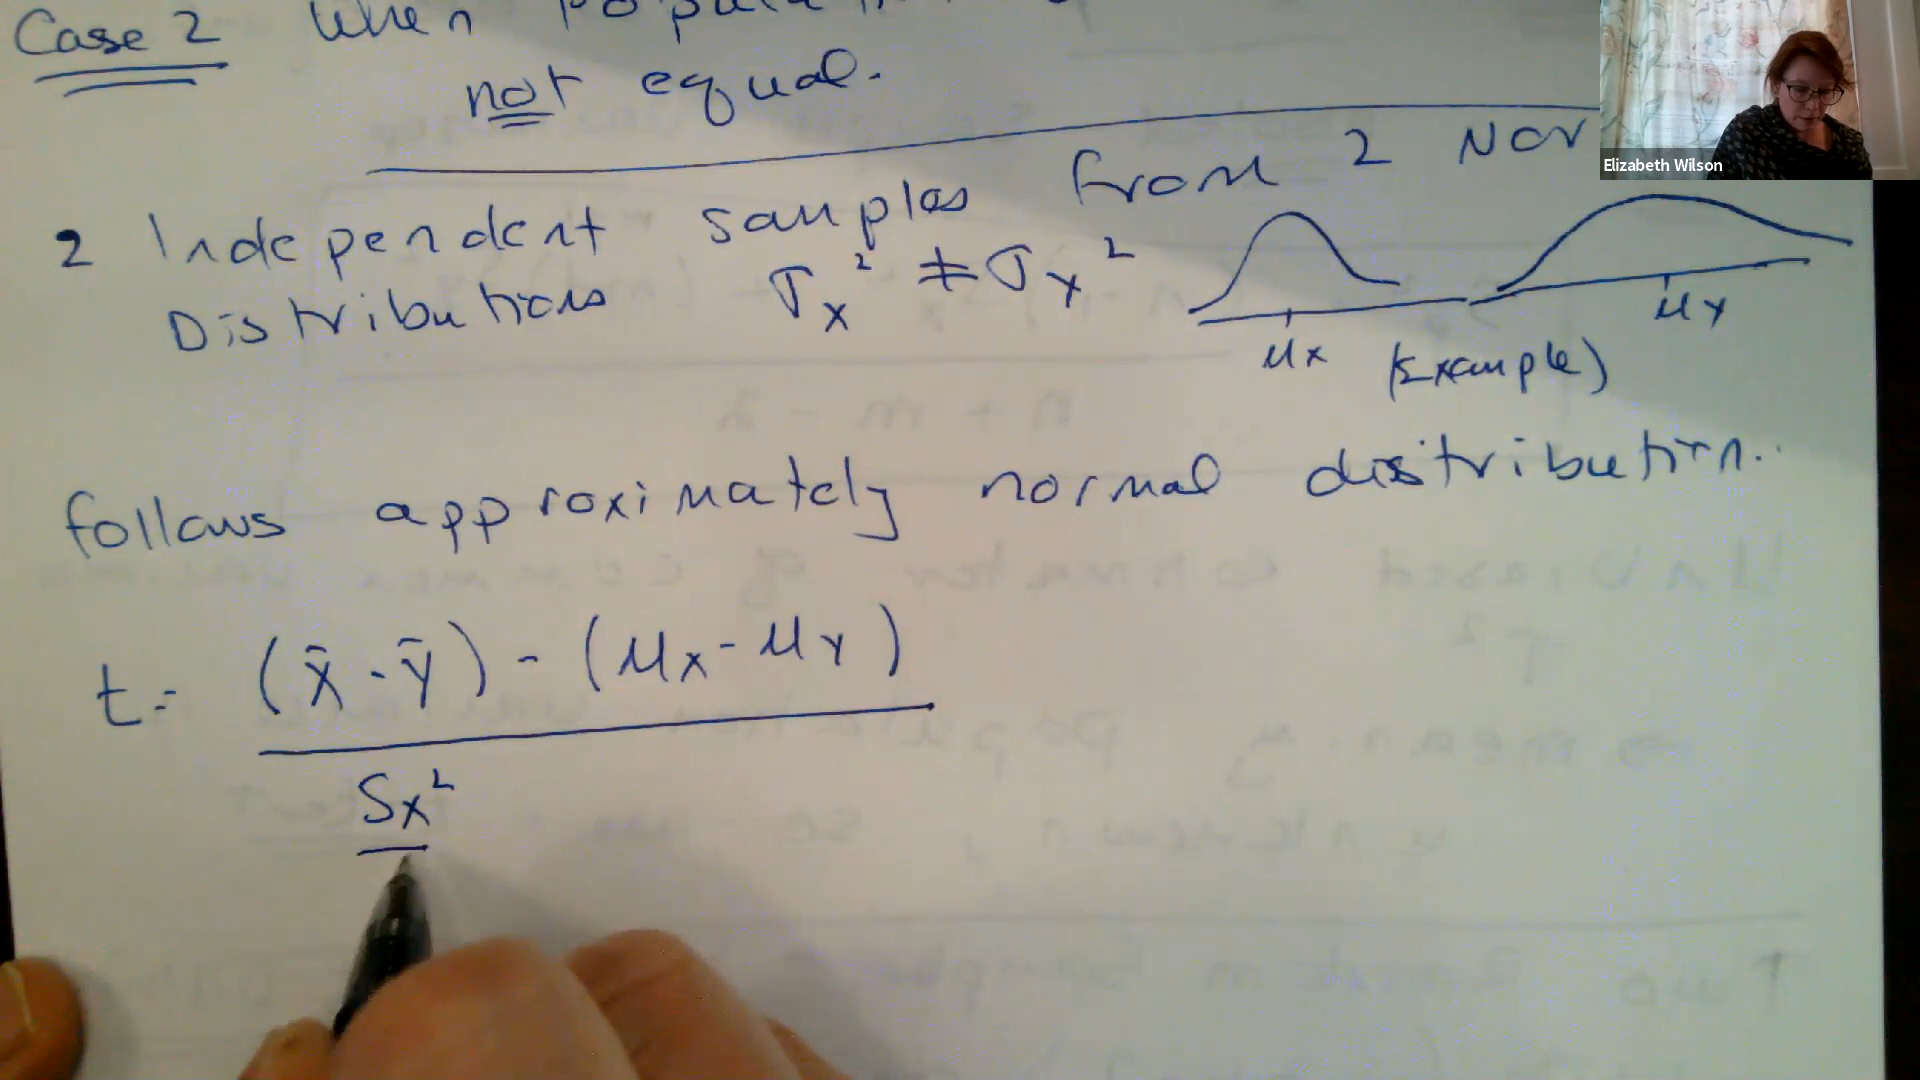 Case 2 When
not equal.
2 Independent samples from 2 Nor
Distributions σx² ≠ σy²
μx μy
(Example)
follows approximately normal distribution..
t = (x̄ - ȳ) - (μx - μy)
Sx²
Elizabeth Wilson